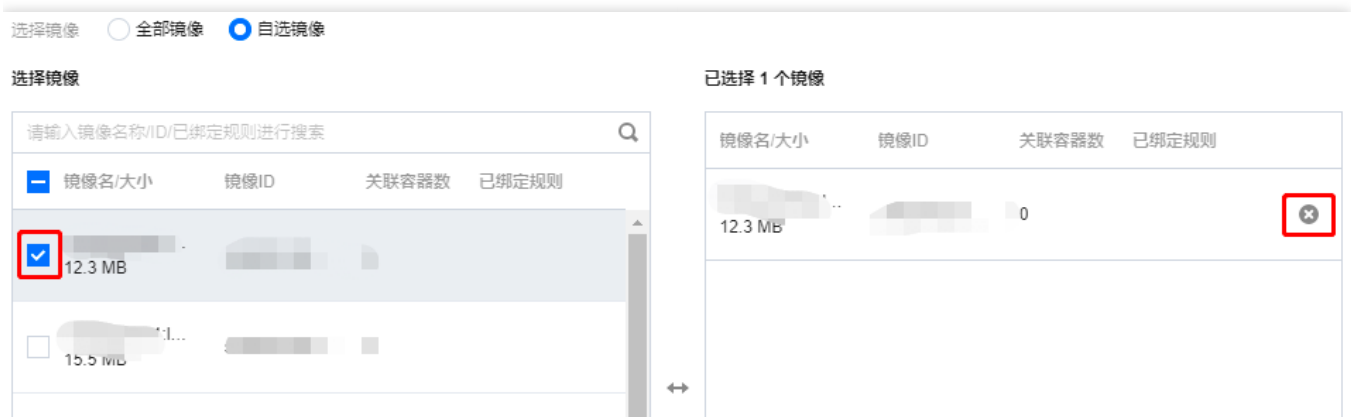 选择镜像 全部镜像 自选镜像
选择镜像
请输入镜像名称/ID/已绑定规则进行搜索
镜像名/大小 镜像ID 关联容器数 已绑定规则
12.3 MB
15.5 MB
已选择 1 个镜像
镜像名/大小 镜像ID 关联容器数 已绑定规则
12.3 MB 0